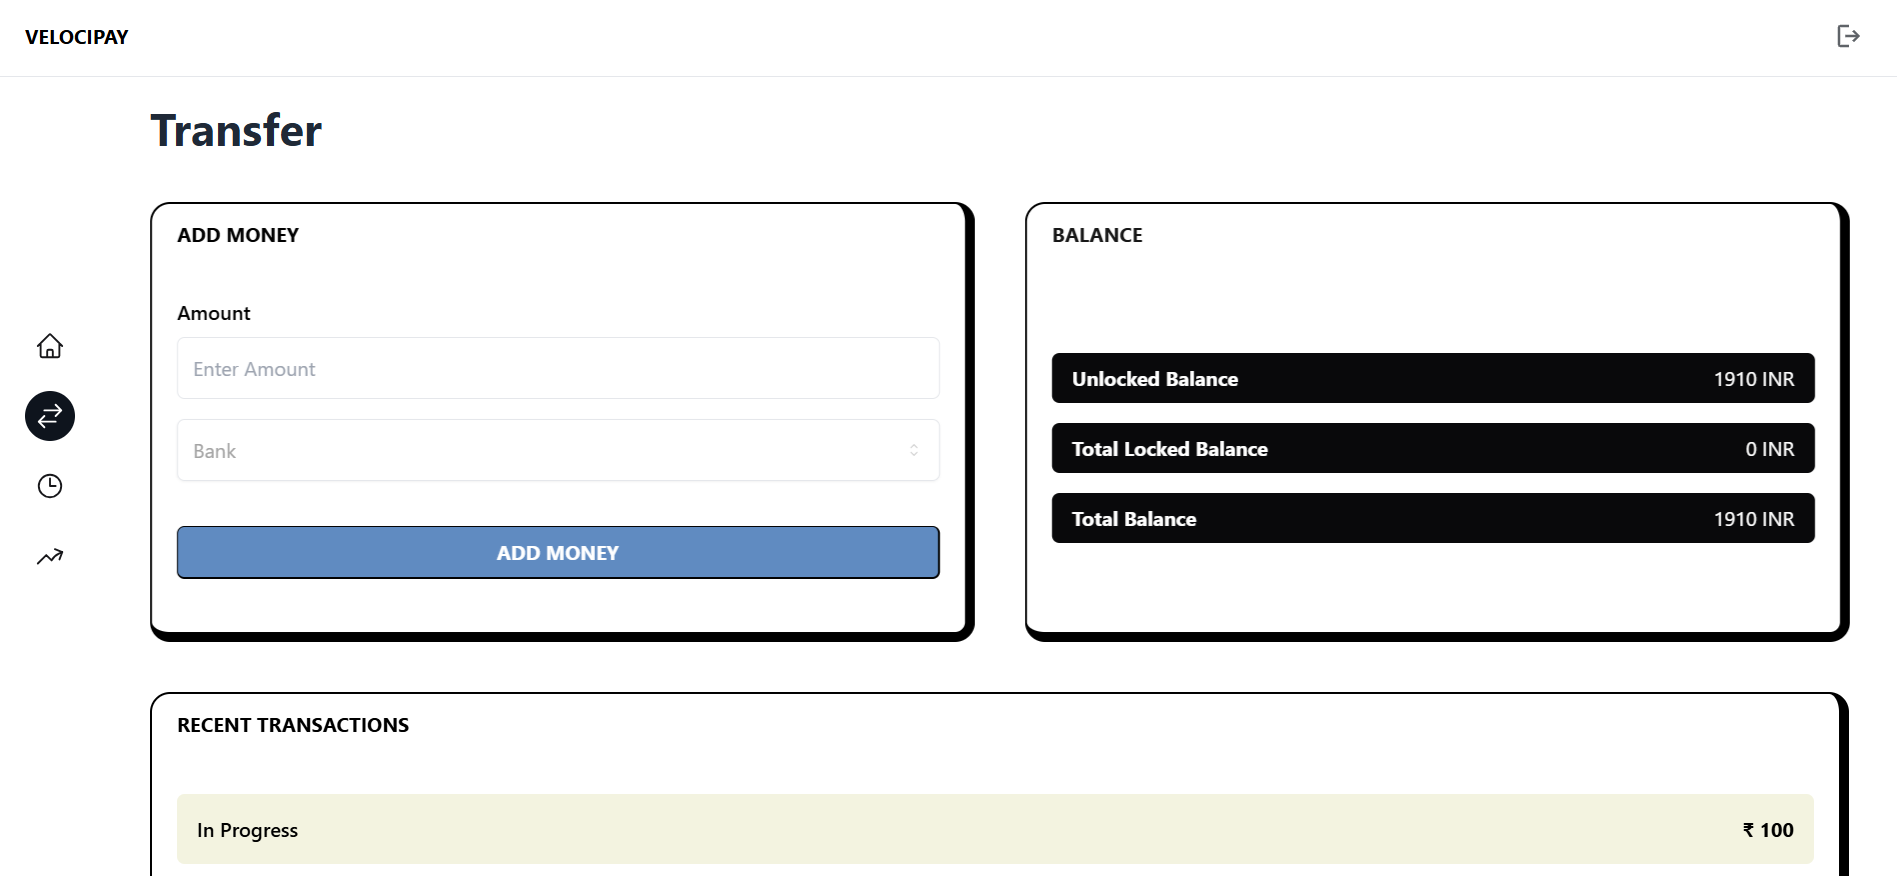 VELOCIPAY
Transfer
ADD MONEY
Amount
Enter Amount
Bank
ADD MONEY
BALANCE
Unlocked Balance 1910 INR
Total Locked Balance 0 INR
Total Balance 1910 INR
RECENT TRANSACTIONS
In Progress ₹ 100